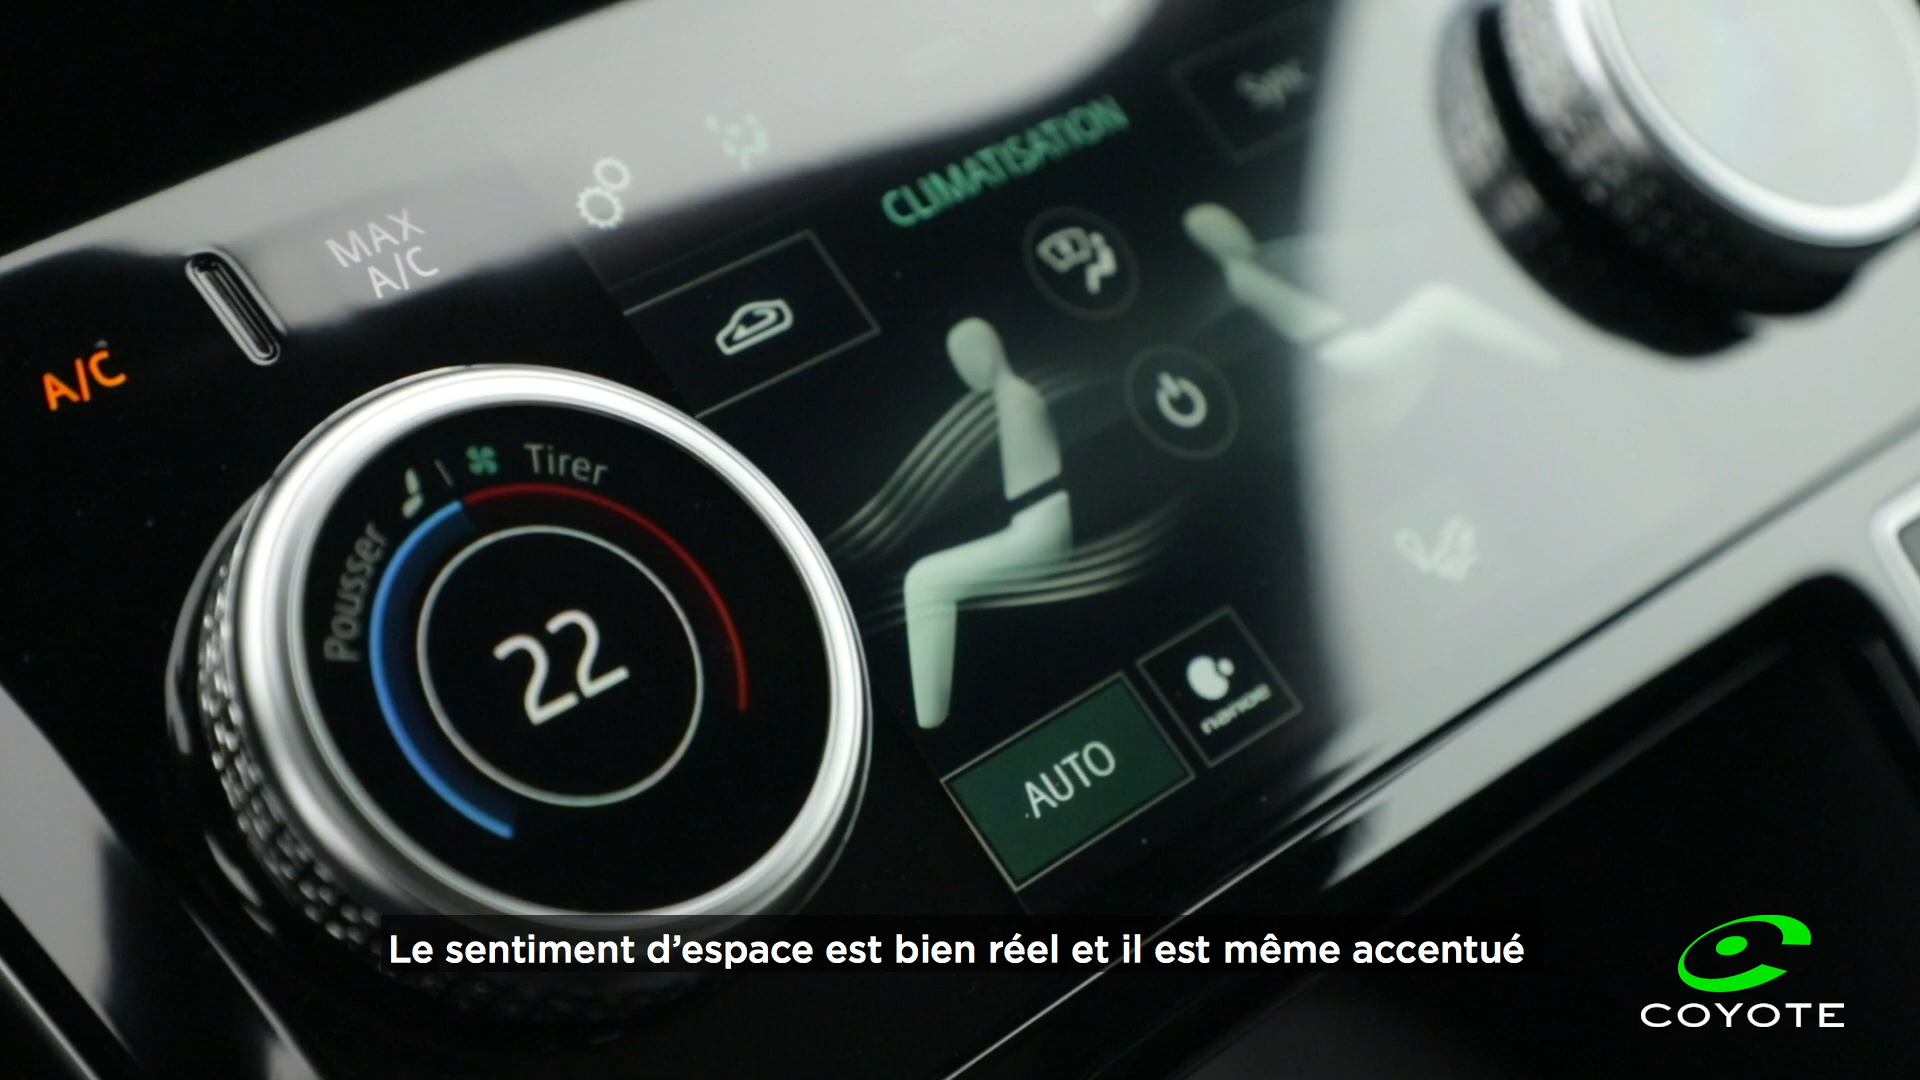 Sync
CLIMATISATION
MAX
A/C
A/C
Pousser
Tirer
22
AUTO
nanoe
Le sentiment d’espace est bien réel et il est même accentué
COYOTE